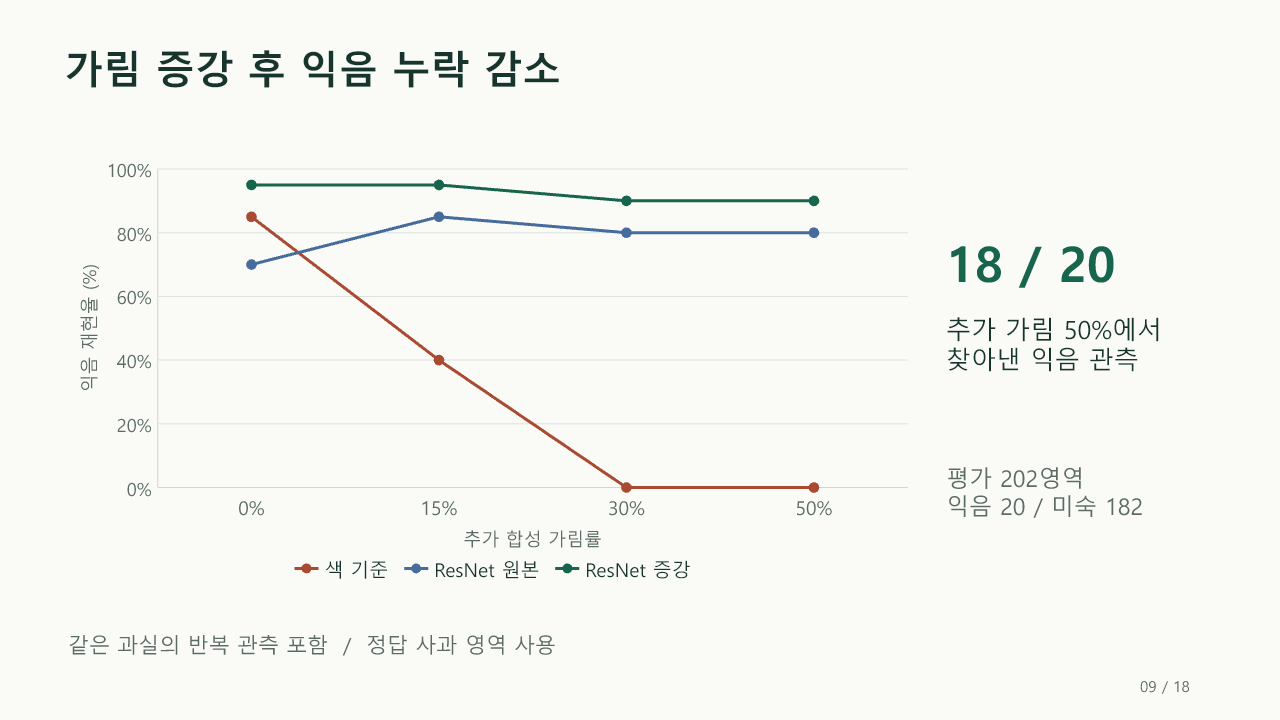 가림 증강 후 익음 누락 감소
100%
80%
60%
40%
20%
0%
익음 재현율 (%)
0%
15%
30%
50%
추가 합성 가림률
색 기준
ResNet 원본
ResNet 증강
18 / 20
추가 가림 50%에서
찾아낸 익음 관측
평가 202영역
익음 20 / 미숙 182
같은 과실의 반복 관측 포함 / 정답 사과 영역 사용
09 / 18